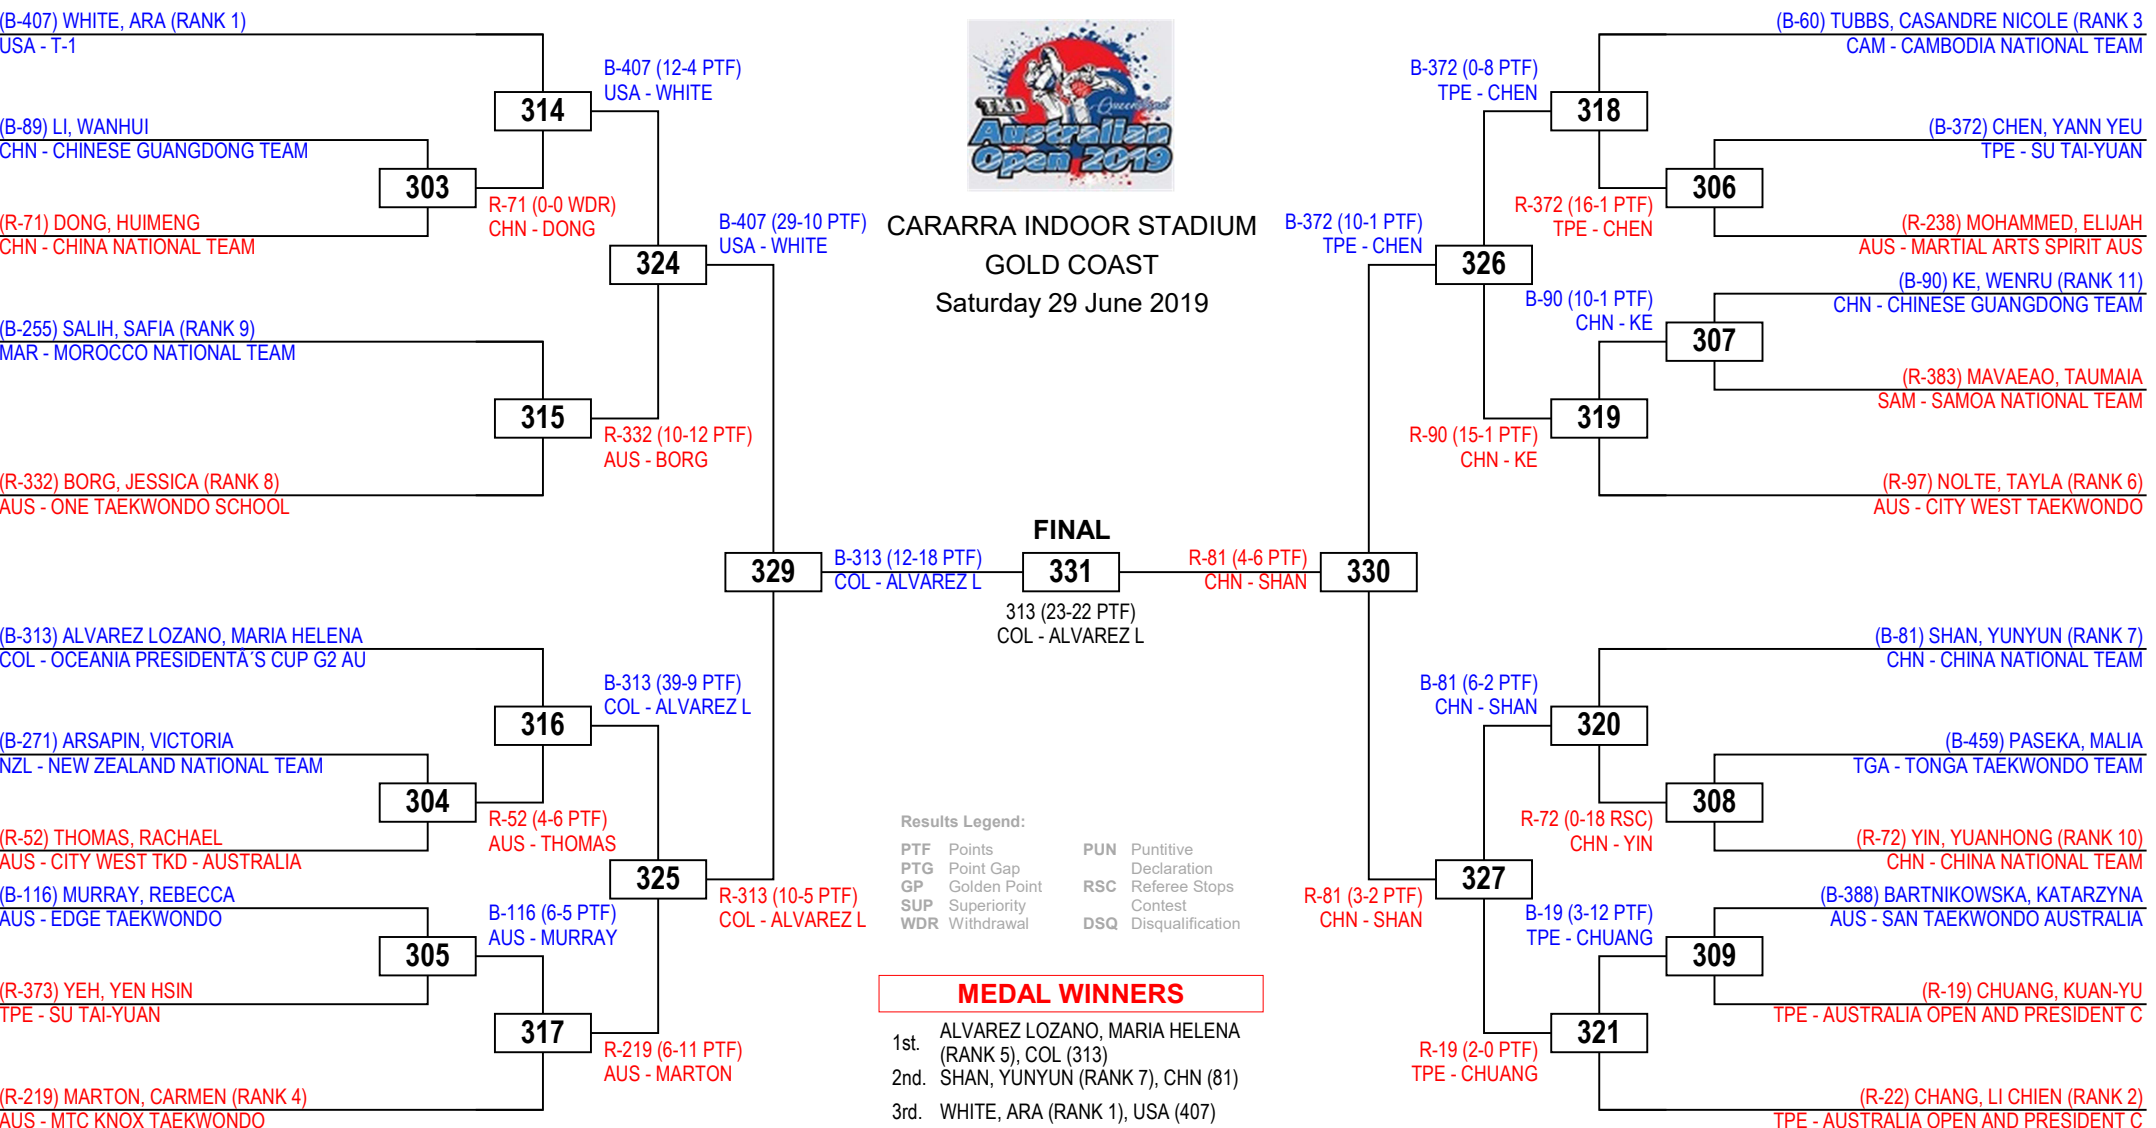 (B-407) WHITE, ARA (RANK 1)
USA - T-1
(B-89) LI, WANHUI
CHN - CHINESE GUANGDONG TEAM
(R-71) DONG, HUIMENG
CHN - CHINA NATIONAL TEAM
(B-255) SALIH, SAFIA (RANK 9)
MAR - MOROCCO NATIONAL TEAM
(R-332) BORG, JESSICA (RANK 8)
AUS - ONE TAEKWONDO SCHOOL
(B-313) ALVAREZ LOZANO, MARIA HELENA
COL - OCEANIA PRESIDENTÂ´S CUP G2 AU
(B-271) ARSAPIN, VICTORIA
NZL - NEW ZEALAND NATIONAL TEAM
(R-52) THOMAS, RACHAEL
AUS - CITY WEST TKD - AUSTRALIA
(B-116) MURRAY, REBECCA
AUS - EDGE TAEKWONDO
(R-373) YEH, YEN HSIN
TPE - SU TAI-YUAN
(R-219) MARTON, CARMEN (RANK 4)
AUS - MTC KNOX TAEKWONDO
303
R-71 (0-0 WDR)
CHN - DONG
304
R-52 (4-6 PTF)
AUS - THOMAS
305
B-116 (6-5 PTF)
AUS - MURRAY
314
B-407 (12-4 PTF)
USA - WHITE
315
R-332 (10-12 PTF)
AUS - BORG
316
B-313 (39-9 PTF)
COL - ALVAREZ L
317
R-219 (6-11 PTF)
AUS - MARTON
324
B-407 (29-10 PTF)
USA - WHITE
325
R-313 (10-5 PTF)
COL - ALVAREZ L
329
B-313 (12-18 PTF)
COL - ALVAREZ L
TKD
Queensland
Australian
Open 2019
CARARRA INDOOR STADIUM
GOLD COAST
Saturday 29 June 2019
FINAL
331
313 (23-22 PTF)
COL - ALVAREZ L
R-81 (4-6 PTF)
CHN - SHAN
330
B-372 (10-1 PTF)
TPE - CHEN
326
R-81 (3-2 PTF)
CHN - SHAN
327
B-372 (0-8 PTF)
TPE - CHEN
318
R-90 (15-1 PTF)
CHN - KE
319
B-81 (6-2 PTF)
CHN - SHAN
320
R-19 (2-0 PTF)
TPE - CHUANG
321
R-372 (16-1 PTF)
TPE - CHEN
306
B-90 (10-1 PTF)
CHN - KE
307
R-72 (0-18 RSC)
CHN - YIN
308
B-19 (3-12 PTF)
TPE - CHUANG
309
(B-60) TUBBS, CASANDRE NICOLE (RANK 3
CAM - CAMBODIA NATIONAL TEAM
(B-372) CHEN, YANN YEU
TPE - SU TAI-YUAN
(R-238) MOHAMMED, ELIJAH
AUS - MARTIAL ARTS SPIRIT AUS
(B-90) KE, WENRU (RANK 11)
CHN - CHINESE GUANGDONG TEAM
(R-383) MAVAEAO, TAUMAIA
SAM - SAMOA NATIONAL TEAM
(R-97) NOLTE, TAYLA (RANK 6)
AUS - CITY WEST TAEKWONDO
(B-81) SHAN, YUNYUN (RANK 7)
CHN - CHINA NATIONAL TEAM
(B-459) PASEKA, MALIA
TGA - TONGA TAEKWONDO TEAM
(R-72) YIN, YUANHONG (RANK 10)
CHN - CHINA NATIONAL TEAM
(B-388) BARTNIKOWSKA, KATARZYNA
AUS - SAN TAEKWONDO AUSTRALIA
(R-19) CHUANG, KUAN-YU
TPE - AUSTRALIA OPEN AND PRESIDENT C
(R-22) CHANG, LI CHIEN (RANK 2)
TPE - AUSTRALIA OPEN AND PRESIDENT C
Results Legend:
PTF Points
PTG Point Gap
GP Golden Point
SUP Superiority
WDR Withdrawal
PUN Puntitive
Declaration
RSC Referee Stops
Contest
DSQ Disqualification
MEDAL WINNERS
1st. ALVAREZ LOZANO, MARIA HELENA
(RANK 5), COL (313)
2nd. SHAN, YUNYUN (RANK 7), CHN (81)
3rd. WHITE, ARA (RANK 1), USA (407)